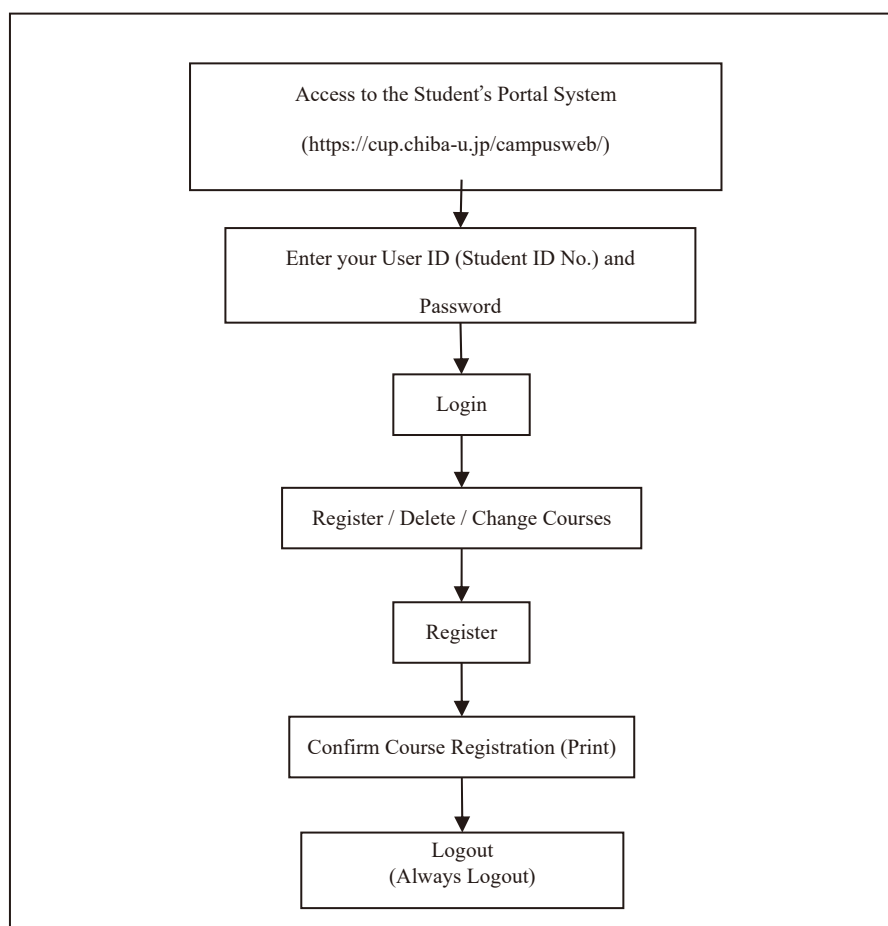 Access to the Student's Portal System
(https://cup.chiba-u.jp/campusweb/)
Enter your User ID (Student ID No.) and
Password
Login
Register / Delete / Change Courses
Register
Confirm Course Registration (Print)
Logout
(Always Logout)